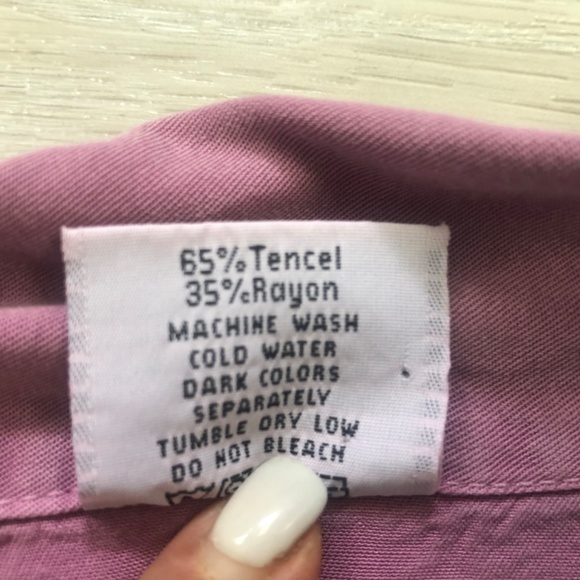 65% Tencel
35% Rayon
MACHINE WASH
COLD WATER
DARK COLORS
SEPARATELY
TUMBLE DRY LOW
DO NOT BLEACH